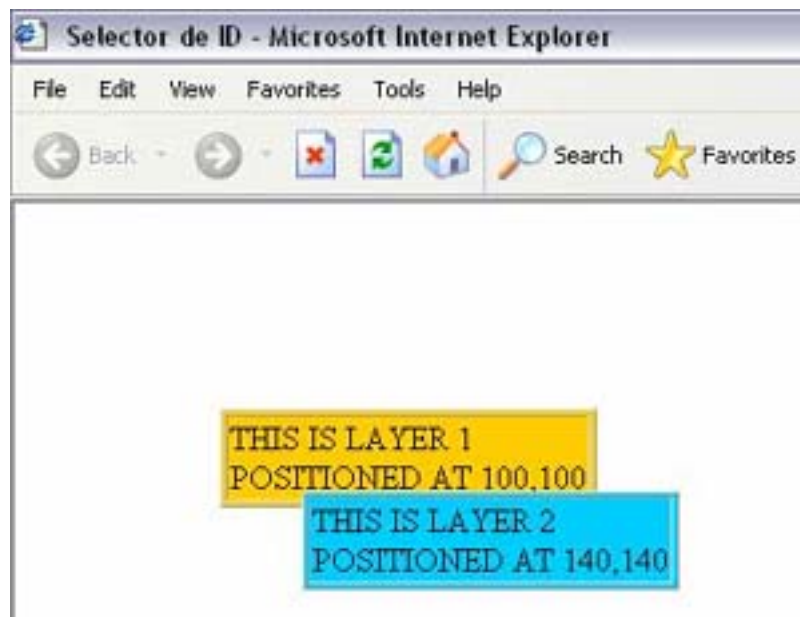 Selector de ID - Microsoft Internet Explorer
File Edit View Favorites Tools Help
Back Search Favorites
THIS IS LAYER 1
POSITIONED AT 100,100
THIS IS LAYER 2
POSITIONED AT 140,140